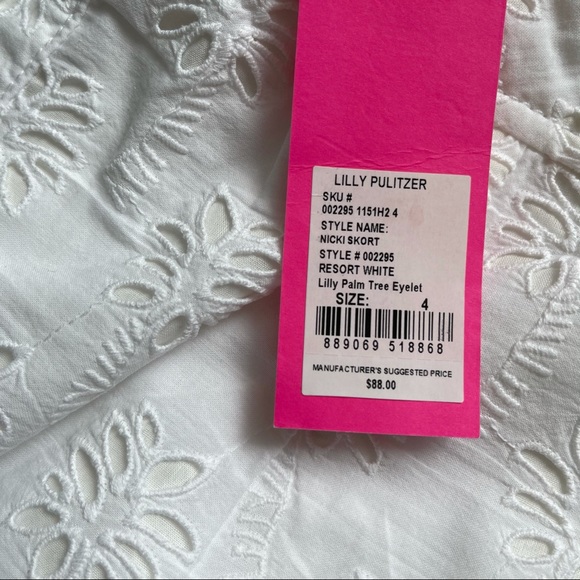 LILLY PULITZER
SKU #
002295 1151H2 4
STYLE NAME:
NICKI SKORT
STYLE # 002295
RESORT WHITE
Lilly Palm Tree Eyelet
SIZE: 4
889069 518868
MANUFACTURER'S SUGGESTED PRICE
$88.00